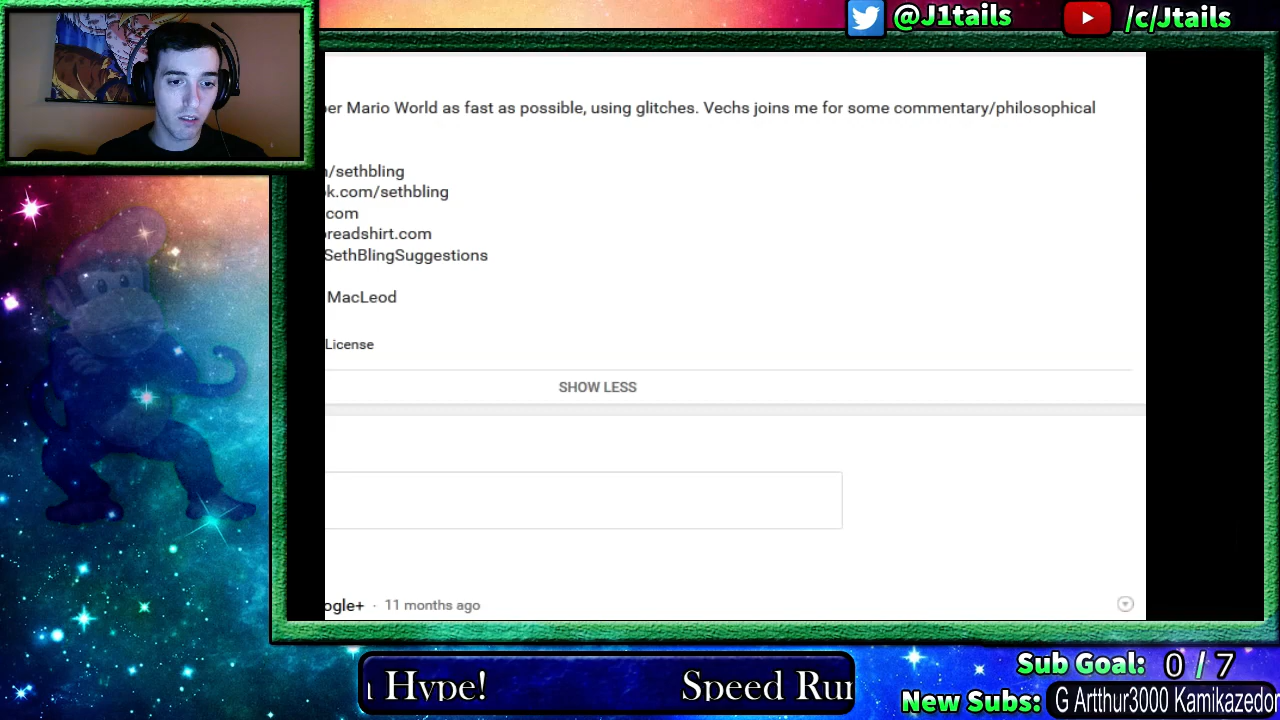 @J1tails
/c/Jtails
er Mario World as fast as possible, using glitches. Vechs joins me for some commentary/philosophical
/sethbling
k.com/sethbling
com
readshirt.com
SethBlingSuggestions
MacLeod
License
SHOW LESS
ogle+ · 11 months ago
Hype!
Speed Rur
Sub Goal: 0 / 7
New Subs: G Artthur3000 Kamikazedor